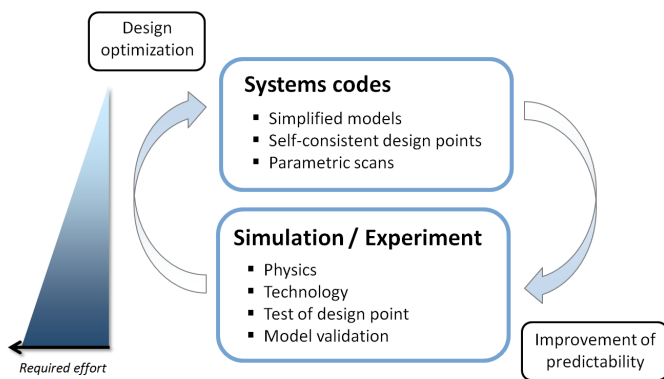 Design
optimization
Systems codes
▪ Simplified models
▪ Self-consistent design points
▪ Parametric scans
Simulation / Experiment
▪ Physics
▪ Technology
▪ Test of design point
▪ Model validation
Improvement of
predictability
Required effort